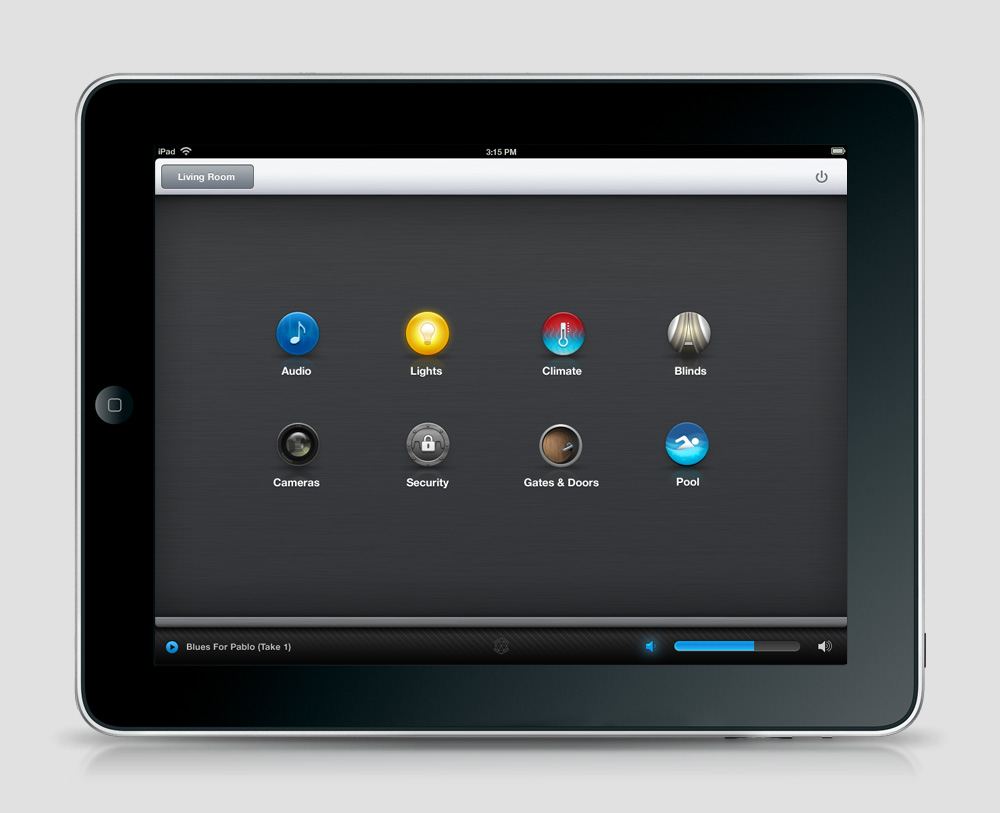 iPad 3:15 PM
Living Room
Audio Lights Climate Blinds
Cameras Security Gates & Doors Pool
Blues For Pablo (Take 1)